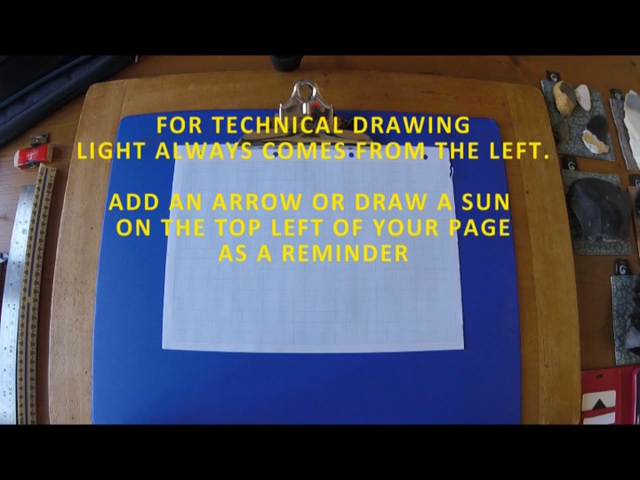 FOR TECHNICAL DRAWING
LIGHT ALWAYS COMES FROM THE LEFT.
ADD AN ARROW OR DRAW A SUN
ON THE TOP LEFT OF YOUR PAGE
AS A REMINDER